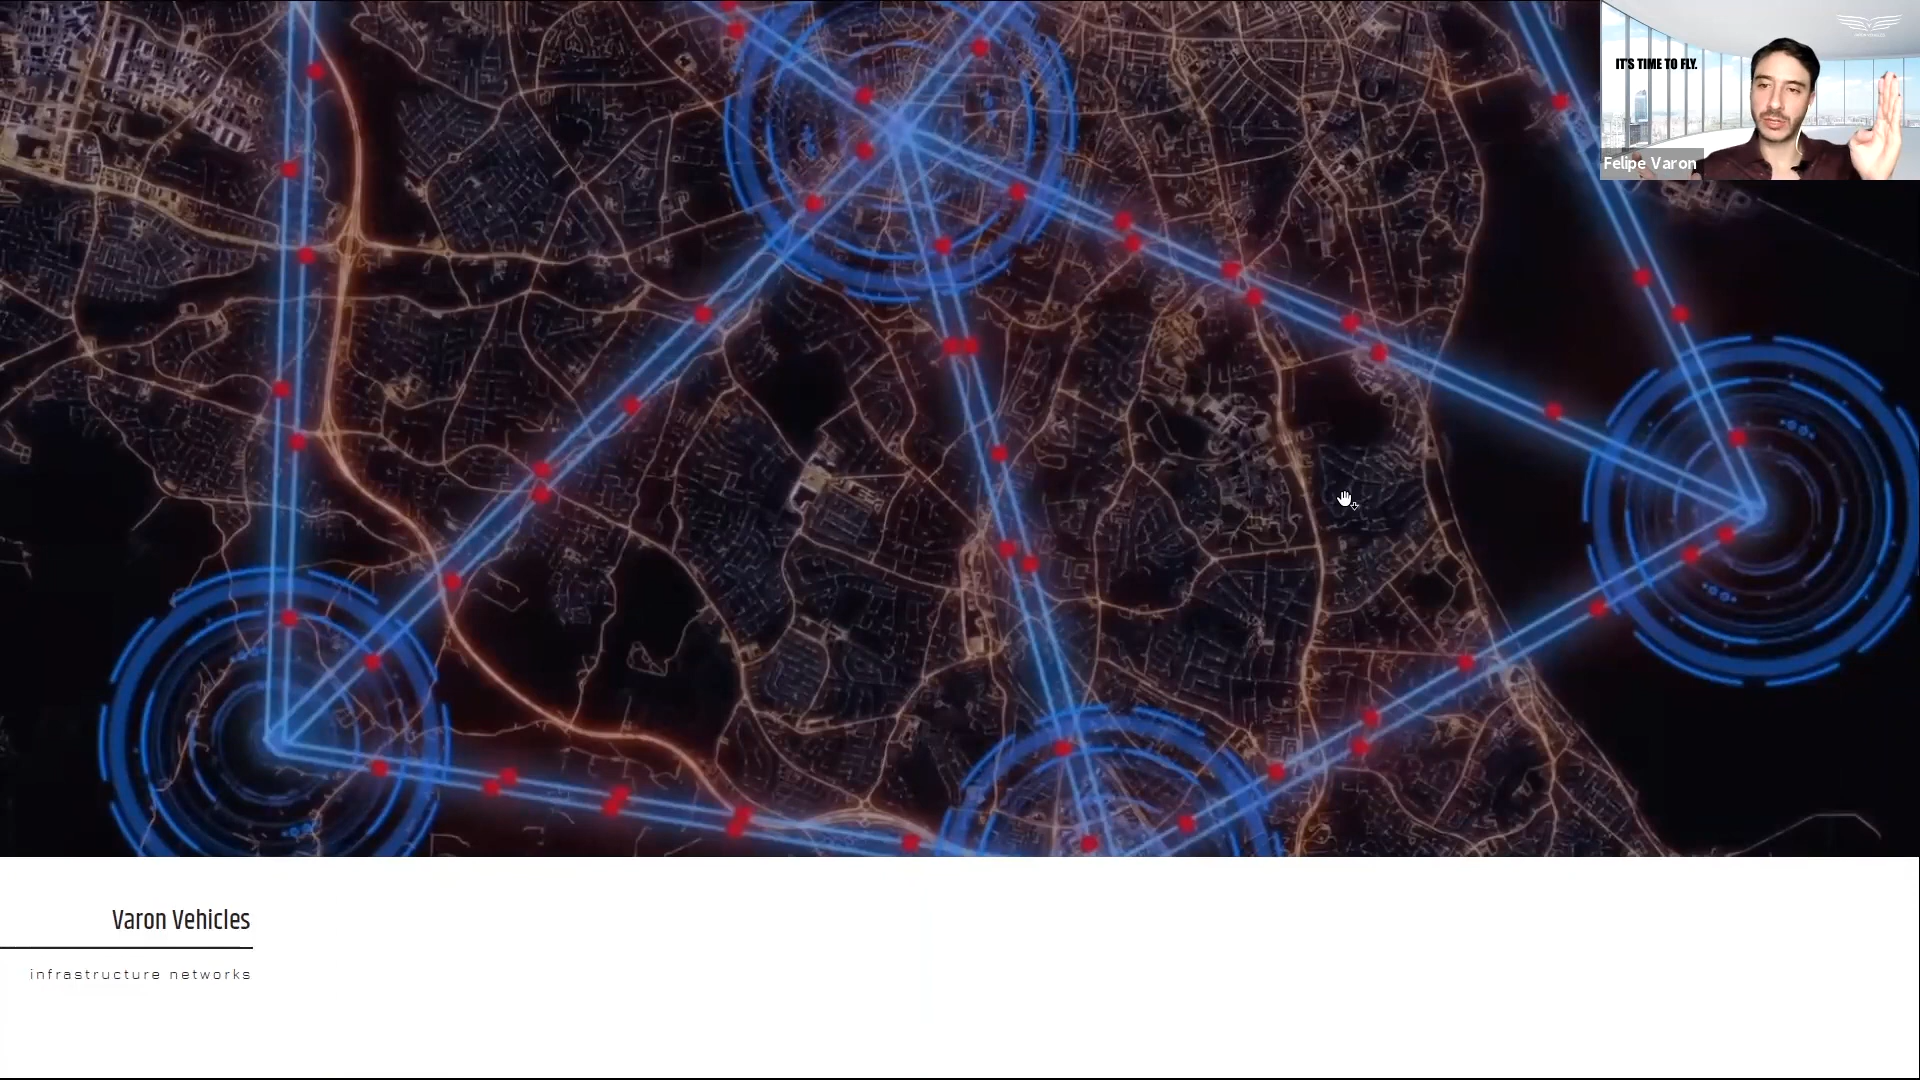 IT'S TIME TO FLY.
Felipe Varon
Varon Vehicles
infrastructure networks